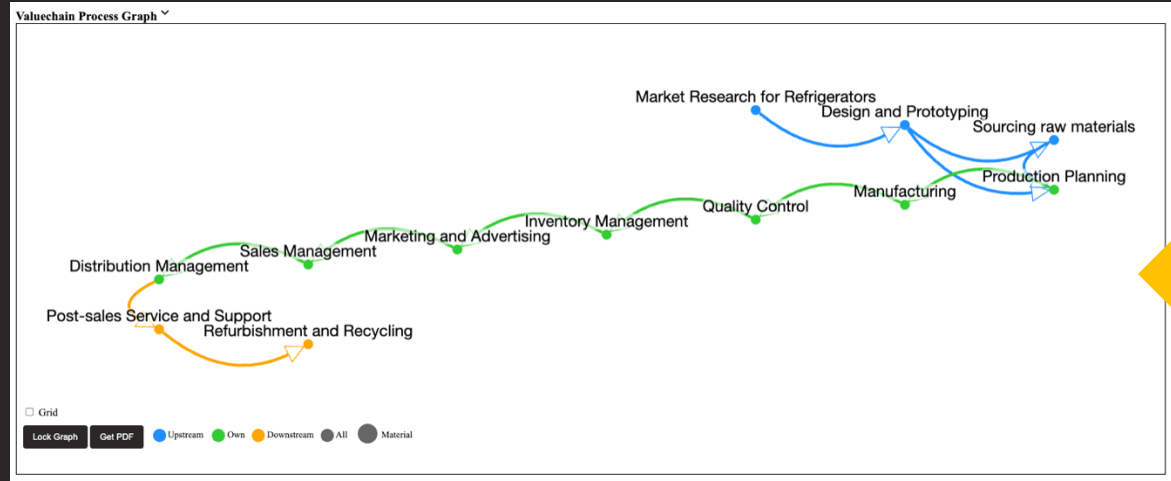 Valuechain Process Graph
Market Research for Refrigerators
Design and Prototyping
Sourcing raw materials
Production Planning
Manufacturing
Quality Control
Inventory Management
Marketing and Advertising
Sales Management
Distribution Management
Post-sales Service and Support
Refurbishment and Recycling
Grid
Lock Graph Get PDF Upstream Own Downstream All Material